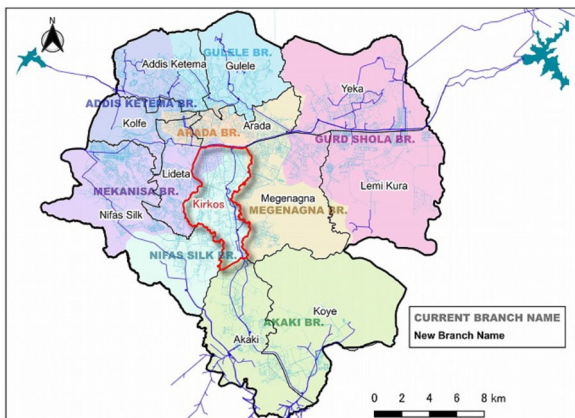 N
GULELE BR.
Addis Ketema
Gulele
Yeka
ADDIS KETEMA BR.
Kolfe
Arada
ARADA BR.
GURD SHOLA BR.
Lideta
MEKANISA BR.
Lemi Kura
Kirkos
Megenagna
MEGENAGNA BR.
Nifas Silk
NIFAS SILK BR.
Koye
CURRENT BRANCH NAME
AKAKI BR.
New Branch Name
Akaki
0 2 4 6 8 km